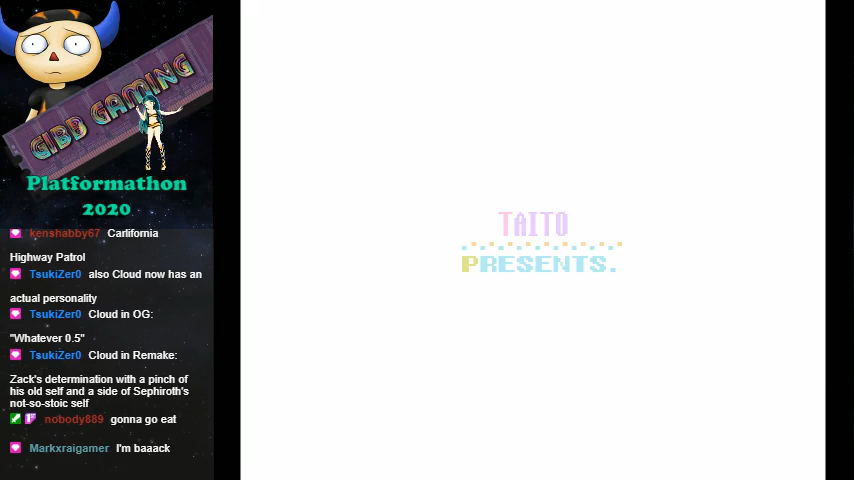 GIBB GAMING
Platformathon
2020
kenshabby67 Carlifornia
Highway Patrol
TsukiZer0 also Cloud now has an
actual personality
TsukiZer0 Cloud in OG:
"Whatever 0.5"
TsukiZer0 Cloud in Remake:
Zack's determination with a pinch of
his old self and a side of Sephiroth's
not-so-stoic self
nobody889 gonna go eat
Markxraigamer I'm baaack
TAITO
PRESENTS.